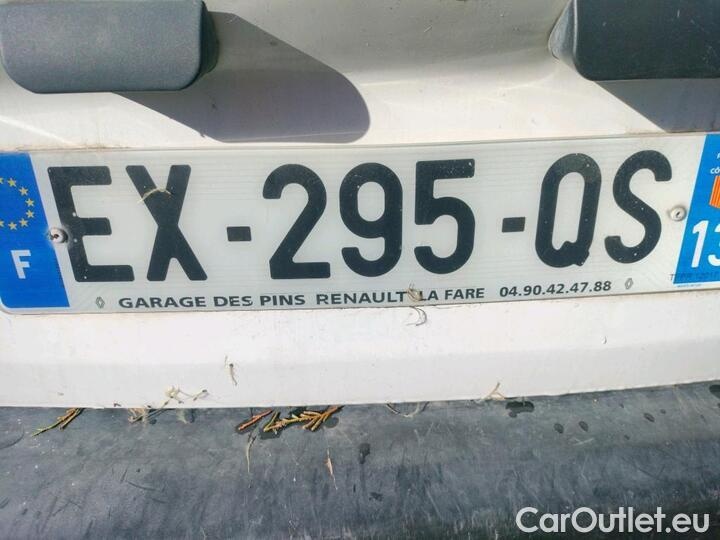 EX-295-QS
F
13
GARAGE DES PINS RENAULT LA FARE 04.90.42.47.88
CarOutlet.eu